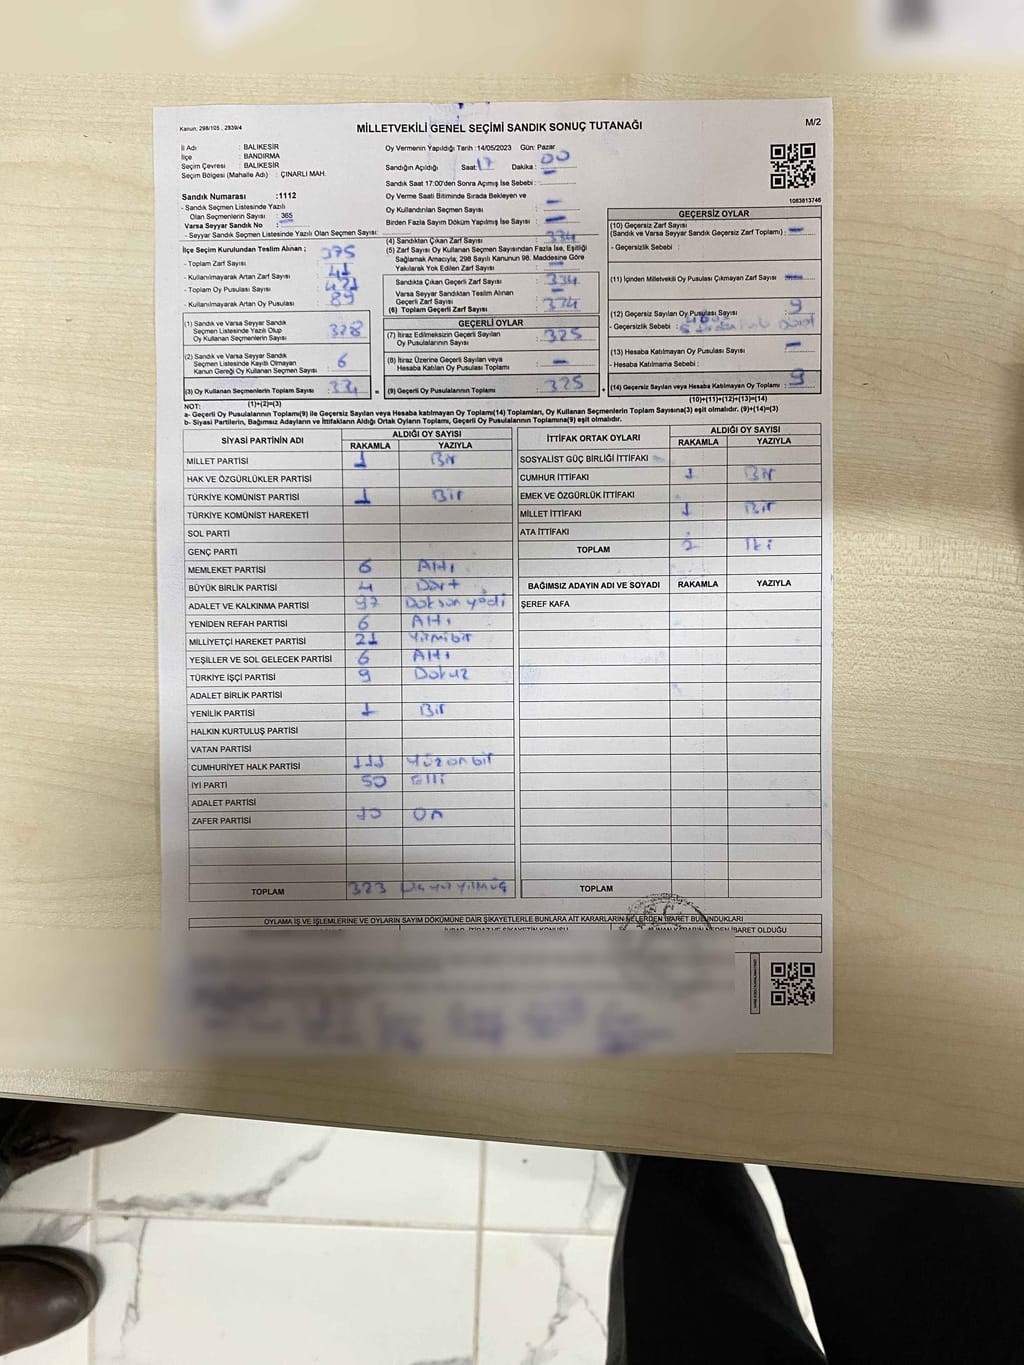 Kanun: 298/105 , 2839/4
MİLLETVEKİLİ GENEL SEÇİMİ SANDIK SONUÇ TUTANAĞI
M/2
İl Adı : BALIKESİR
İlçe : BANDIRMA
Seçim Çevresi : BALIKESİR
Seçim Bölgesi (Mahalle Adı) : ÇINARLI MAH.
Oy Vermenin Yapıldığı Tarih :14/05/2023 Gün: Pazar
Sandığın Açıldığı Saat: 17 Dakika : 00
Sandık Saat 17:00'den Sonra Açımış İse Sebebi :
Sandık Numarası :1112
- Sandık Seçmen Listesinde Yazılı
Olan Seçmenlerin Sayısı : 365
Varsa Seyyar Sandık No :
- Seyyar Sandık Seçmen Listesinde Yazılı Olan Seçmen Sayısı:
Oy Verme Saati Bitiminde Sırada Bekleyen ve
Oy Kullandırılan Seçmen Sayısı : —
Birden Fazla Sayım Döküm Yapılmış İse Sayısı : —
1083813746
İlçe Seçim Kurulundan Teslim Alınan ;
- Toplam Zarf Sayısı : 375
- Kullanılmayarak Artan Zarf Sayısı : 41
- Toplam Oy Pusulası Sayısı : 421
- Kullanılmayarak Artan Oy Pusulası : 89
(1) Sandık ve Varsa Seyyar Sandık
Seçmen Listesinde Yazılı Olup
Oy Kullanan Seçmenlerin Sayısı : 328
(2) Sandık ve Varsa Seyyar Sandık
Seçmen Listesinde Kayıtlı Olmayan
Kanun Gereği Oy Kullanan Seçmen Sayısı : 6
(3) Oy Kullanan Seçmenlerin Toplam Sayısı : 334
(1)+(2)=(3)
(4) Sandıktan Çıkan Zarf Sayısı : 334
(5) Zarf Sayısı Oy Kullanan Seçmen Sayısından Fazla İse, Eşitliği
Sağlamak Amacıyla; 298 Sayılı Kanunun 98. Maddesine Göre
Yakılarak Yok Edilen Zarf Sayısı : —
Sandıkta Çıkan Geçerli Zarf Sayısı : 334
Varsa Seyyar Sandıktan Teslim Alınan
Geçerli Zarf Sayısı : —
(6) Toplam Geçerli Zarf Sayısı : 334
GEÇERLİ OYLAR
(7) İtiraz Edilmeksizin Geçerli Sayılan
Oy Pusulalarının Sayısı : 325
(8) İtiraz Üzerine Geçerli Sayılan veya
Hesaba Katılan Oy Pusulası Toplamı : —
= (9) Geçerli Oy Pusulalarının Toplamı : 325
GEÇERSİZ OYLAR
(10) Geçersiz Zarf Sayısı
(Sandık ve Varsa Seyyar Sandık Geçersiz Zarf Toplamı) : —
- Geçersizlik Sebebi :
(11) İçinden Milletvekili Oy Pusulası Çıkmayan Zarf Sayısı : —
(12) Geçersiz Sayılan Oy Pusulası Sayısı : 9
- Geçersizlik Sebebi :
(13) Hesaba Katılmayan Oy Pusulası Sayısı : —
- Hesaba Katılmama Sebebi :
+ (14) Geçersiz Sayılan veya Hesaba Katılmayan Oy Toplamı : 9
(10)+(11)+(12)+(13)=(14)
NOT:
a- Geçerli Oy Pusulalarının Toplamı(9) ile Geçersiz Sayılan veya Hesaba katılmayan Oy Toplamı(14) Toplamları, Oy Kullanan Seçmenlerin Toplam Sayısına(3) eşit olmalıdır. (9)+(14)=(3)
b- Siyasi Partilerin, Bağımsız Adayların ve İttifakların Aldığı Ortak Oyların Toplamı, Geçerli Oy Pusulalarının Toplamına(9) eşit olmalıdır.
SİYASİ PARTİNİN ADI ALDIĞI OY SAYISI
RAKAMLA YAZIYLA
MİLLET PARTİSİ 1 Bir
HAK VE ÖZGÜRLÜKLER PARTİSİ
TÜRKİYE KOMÜNİST PARTİSİ 1 Bir
TÜRKİYE KOMÜNİST HAREKETİ
SOL PARTİ
GENÇ PARTİ
MEMLEKET PARTİSİ 6 Altı
BÜYÜK BİRLİK PARTİSİ 4 Dört
ADALET VE KALKINMA PARTİSİ 97 Doksan yedi
YENİDEN REFAH PARTİSİ 6 Altı
MİLLİYETÇİ HAREKET PARTİSİ 21 Yirmibir
YEŞİLLER VE SOL GELECEK PARTİSİ 6 Altı
TÜRKİYE İŞÇİ PARTİSİ 9 Dokuz
ADALET BİRLİK PARTİSİ
YENİLİK PARTİSİ 1 Bir
HALKIN KURTULUŞ PARTİSİ
VATAN PARTİSİ
CUMHURİYET HALK PARTİSİ 111 Yüzonbir
İYİ PARTİ 50 Elli
ADALET PARTİSİ
ZAFER PARTİSİ 10 On
TOPLAM 323
İTTİFAK ORTAK OYLARI ALDIĞI OY SAYISI
RAKAMLA YAZIYLA
SOSYALİST GÜÇ BİRLİĞİ İTTİFAKI
CUMHUR İTTİFAKI 1 Bir
EMEK VE ÖZGÜRLÜK İTTİFAKI
MİLLET İTTİFAKI 1 Bir
ATA İTTİFAKI
TOPLAM 2 İki
BAĞIMSIZ ADAYIN ADI VE SOYADI RAKAMLA YAZIYLA
ŞEREF KAFA
TOPLAM
OYLAMA İŞ VE İŞLEMLERİNE VE OYLARIN SAYIM DÖKÜMÜNE DAİR ŞİKAYETLERLE BUNLARA AİT KARARLARIN NELERDEN İBARET BULUNDUKLARI